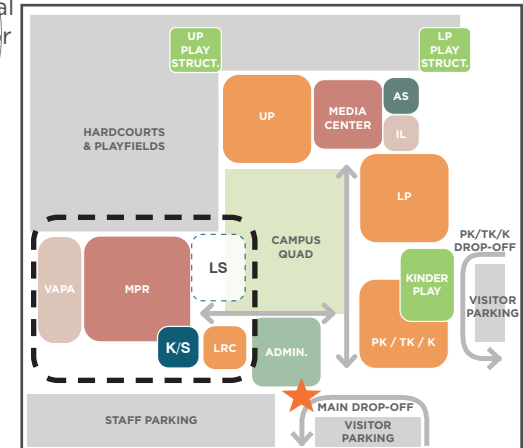 al
r
UP
PLAY
STRUCT.
LP
PLAY
STRUCT.
UP
MEDIA
CENTER
AS
IL
HARDCOURTS
& PLAYFIELDS
LP
CAMPUS
QUAD
PK/TK/K
DROP-OFF
LS
VAPA
MPR
KINDER
PLAY
VISITOR
PARKING
K/S
LRC
ADMIN.
PK / TK / K
MAIN DROP-OFF
STAFF PARKING
VISITOR
PARKING